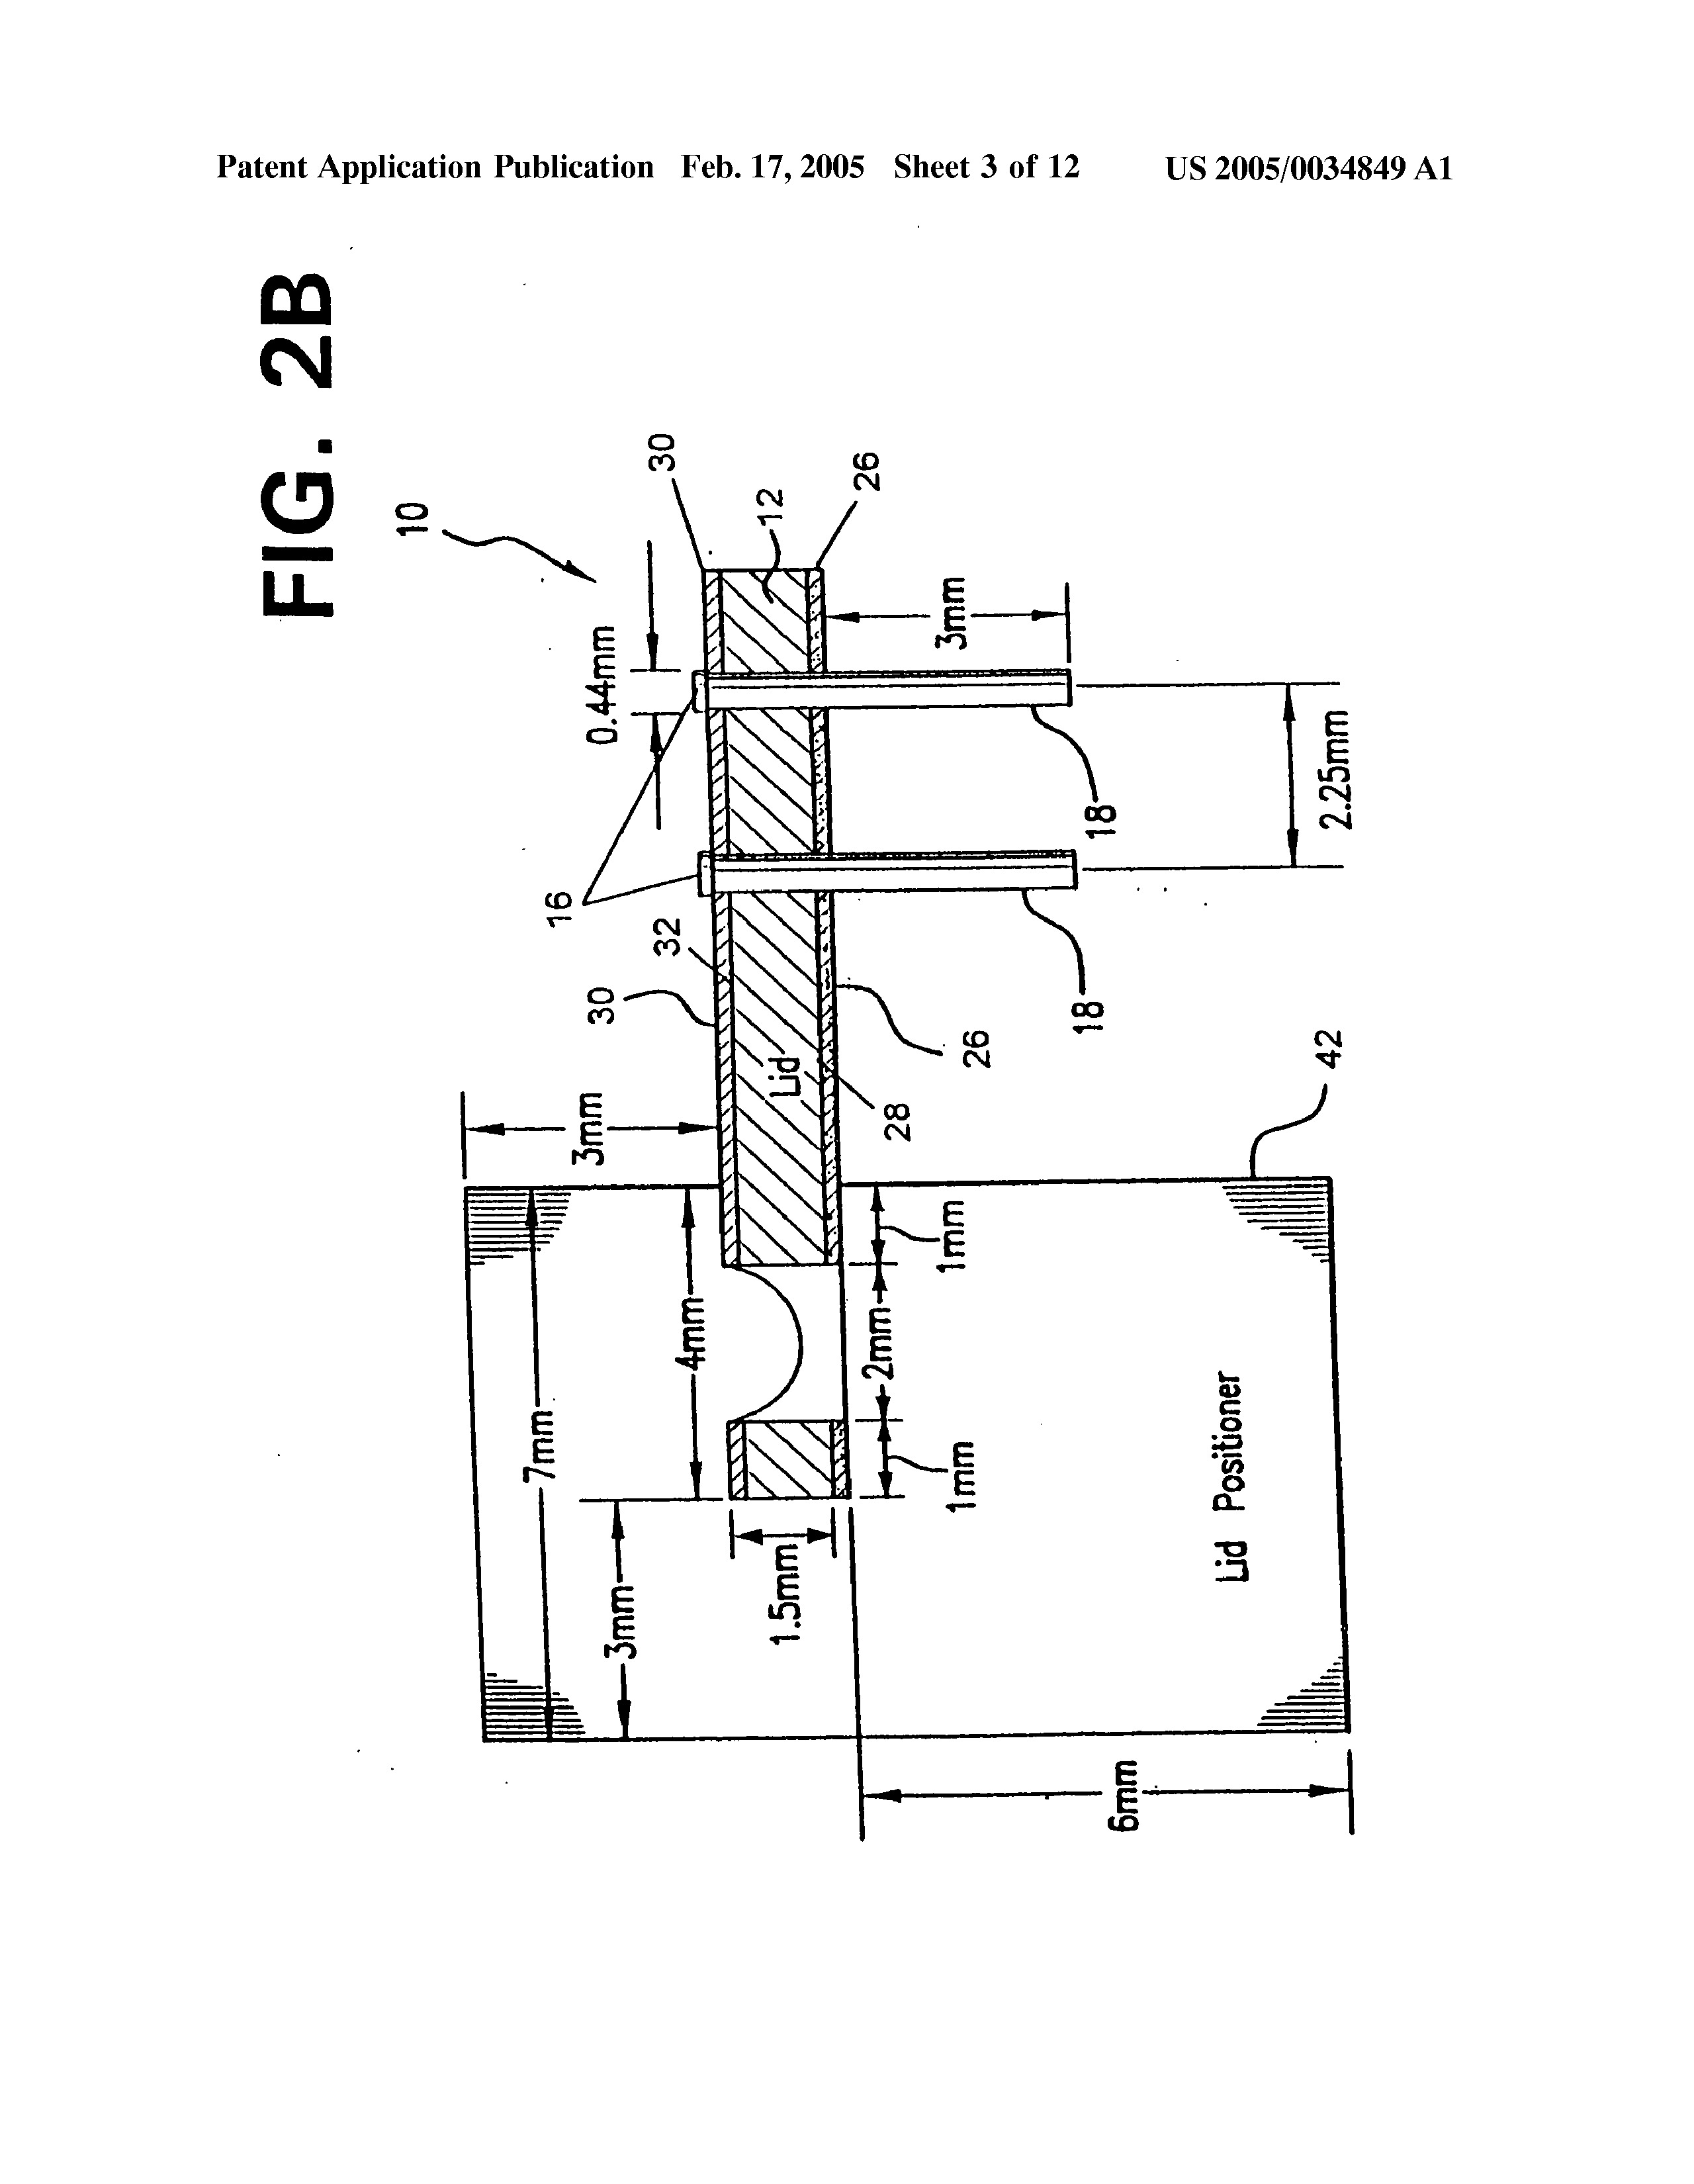 Patent Application Publication Feb. 17, 2005 Sheet 3 of 12 US 2005/0034849 A1
FIG. 2B
10
30
12
26
0.44mm
3mm
16
18
2.25mm
32
30
18
26
Lid
28
3mm
42
7mm
4mm
1mm
2mm
1mm
3mm
1.5mm
Lid Positioner
6mm